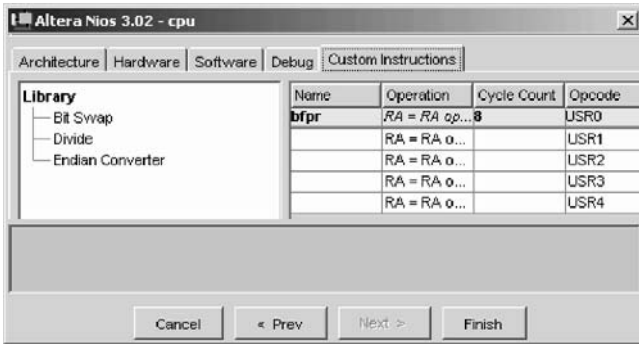 Altera Nios 3.02 - cpu
Architecture Hardware Software Debug Custom Instructions
Library
Bit Swap
Divide
Endian Converter
Name Operation Cycle Count Opcode
bfpr RA = RA op... 8 USR0
RA = RA o... USR1
RA = RA o... USR2
RA = RA o... USR3
RA = RA o... USR4
Cancel < Prev Next > Finish